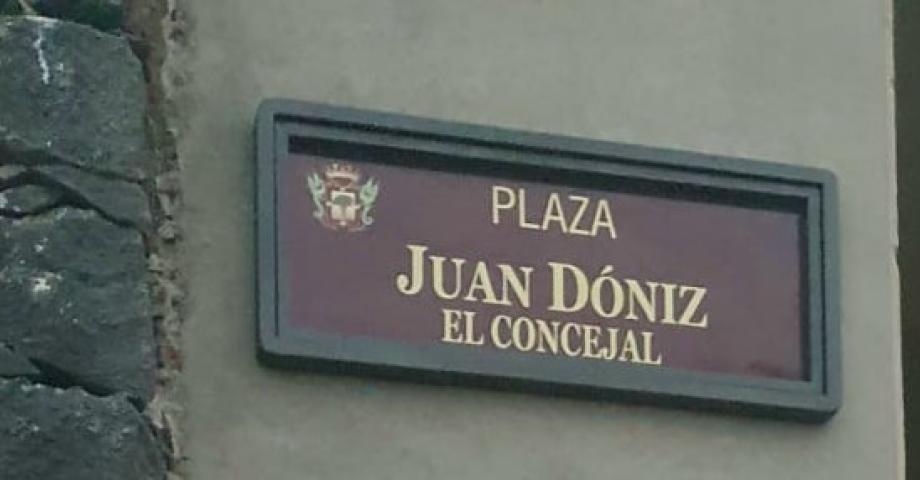 PLAZA
JUAN DÓNIZ
EL CONCEJAL